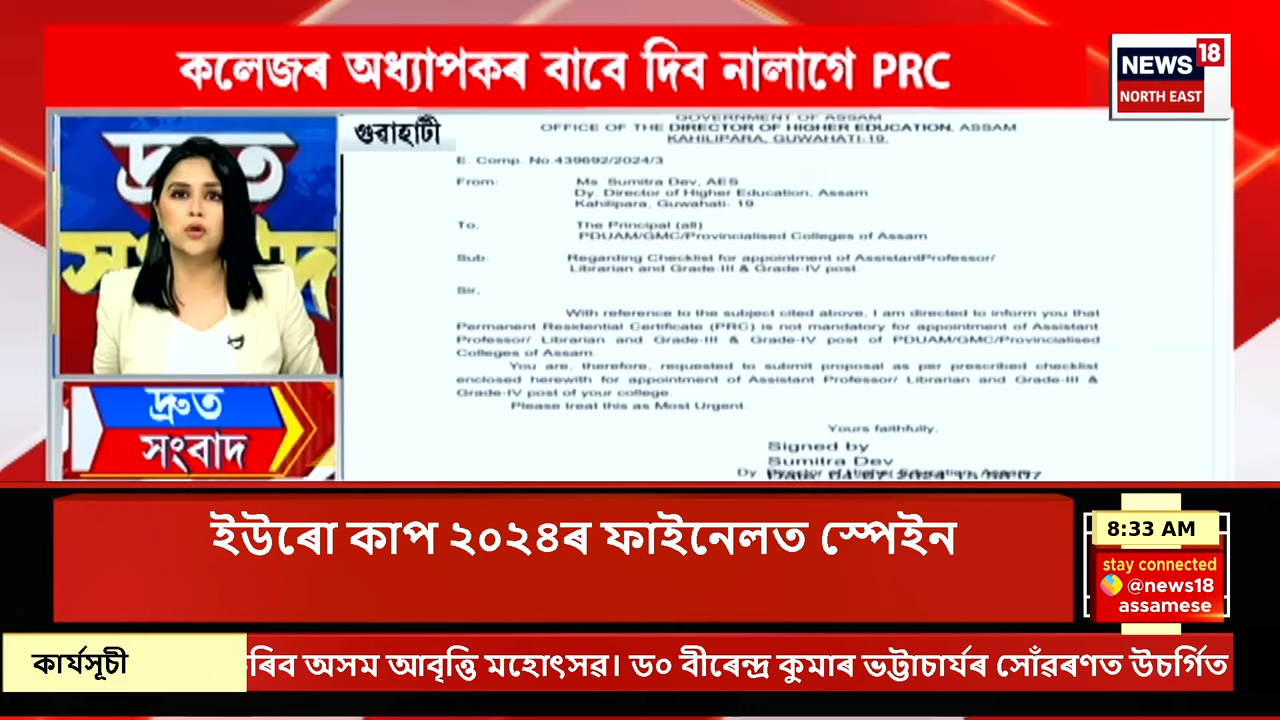 কলেজৰ অধ্যাপকৰ বাবে দিব নালাগে PRC
NEWS 18
NORTH EAST
গুৱাহাটী
দ্ৰুত
GOVERNMENT OF ASSAM
OFFICE OF THE DIRECTOR OF HIGHER EDUCATION, ASSAM
KAHILIPARA, GUWAHATI-19.
E. Comp. No.439692/2024/3
From: Ms. Sumitra Dev, AES
Dy. Director of Higher Education, Assam
Kahilipara, Guwahati- 19.
To, The Principal (all)
PDUAM/GMC/Provincialised Colleges of Assam
Sub: Regarding Checklist for appointment of AssistantProfessor/
Librarian and Grade-III & Grade-IV post.
Sir,
With reference to the subject cited above, I am directed to inform you that
Permanent Residential Certificate (PRC) is not mandatory for appointment of Assistant
Professor/ Librarian and Grade-III & Grade-IV post of PDUAM/GMC/Provincialised
Colleges of Assam.
You are, therefore, requested to submit proposal as per prescribed checklist
enclosed herewith for appointment of Assistant Professor/ Librarian and Grade-III &
Grade-IV post of your college.
Please treat this as Most Urgent.
Yours faithfully,
Signed by
Sumitra Dev
Dy. Director of Higher Education, Assam
দ্ৰুত
সংবাদ
ইউৰো কাপ ২০২৪ৰ ফাইনেলত স্পেইন
8:33 AM
stay connected
@news18
assamese
কাৰ্যসূচী
অসম আবৃত্তি মহোৎসৱ। ড০ বীৰেন্দ্ৰ কুমাৰ ভট্টাচাৰ্যৰ সোঁৱৰণত উচৰ্গিত